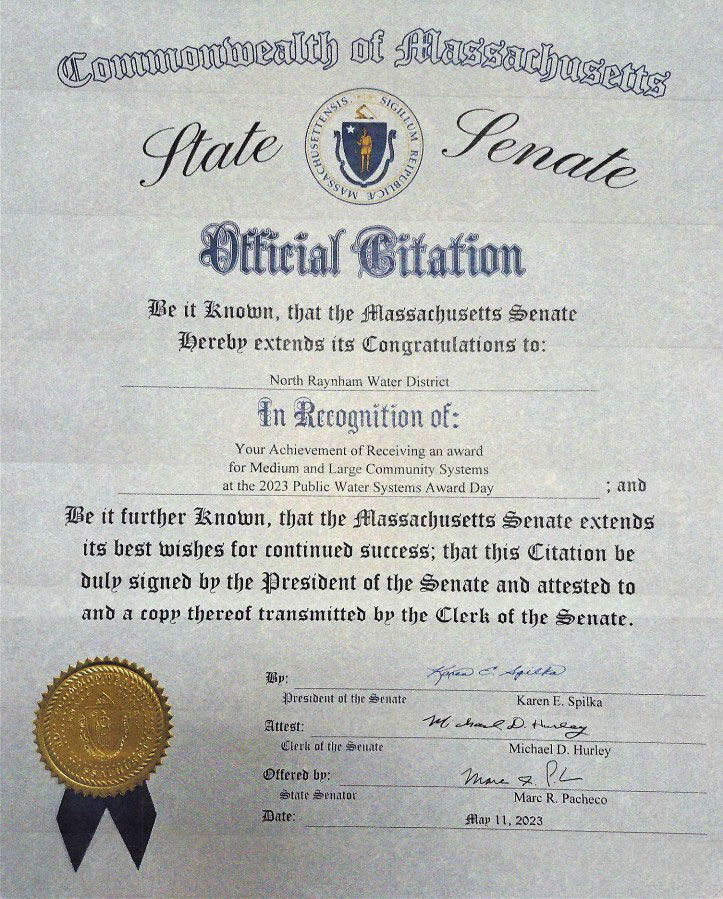 Commonwealth of Massachusetts
State Senate
SIGILLUM REIPUBLICÆ MASSACHUSETTENSIS
Official Citation
Be it Known, that the Massachusetts Senate
Hereby extends its Congratulations to:
North Raynham Water District
In Recognition of:
Your Achievement of Receiving an award
for Medium and Large Community Systems
at the 2023 Public Water Systems Award Day
; and
Be it further Known, that the Massachusetts Senate extends
its best wishes for continued success; that this Citation be
duly signed by the President of the Senate and attested to
and a copy thereof transmitted by the Clerk of the Senate.
By: Karen E. Spilka
President of the Senate Karen E. Spilka
Attest: Michael D. Hurley
Clerk of the Senate Michael D. Hurley
Offered by: Marc R. P
State Senator Marc R. Pacheco
Date: May 11, 2023
MASSACHUSETTS